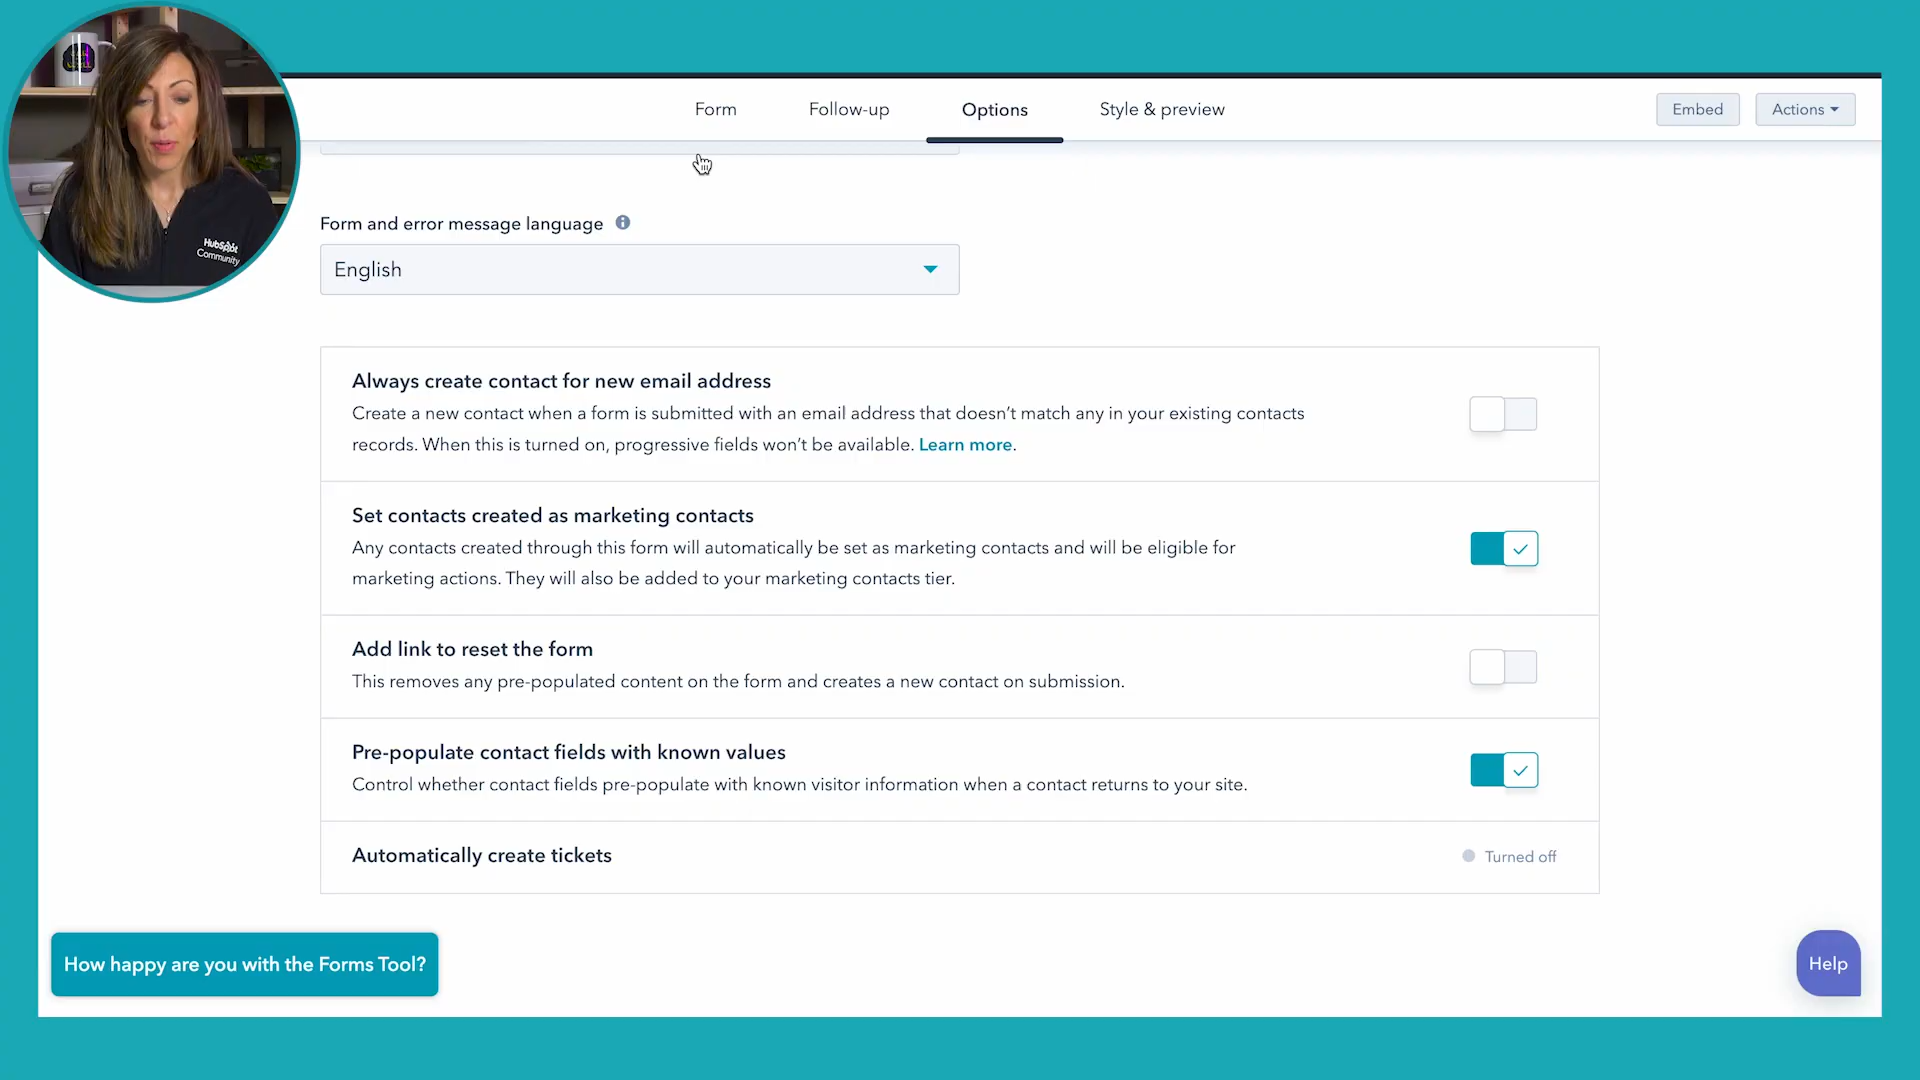 HubSpot
Community
Form
Follow-up
Options
Style & preview
Embed
Actions
Form and error message language
English
Always create contact for new email address
Create a new contact when a form is submitted with an email address that doesn't match any in your existing contacts
records. When this is turned on, progressive fields won't be available. Learn more.
Set contacts created as marketing contacts
Any contacts created through this form will automatically be set as marketing contacts and will be eligible for
marketing actions. They will also be added to your marketing contacts tier.
Add link to reset the form
This removes any pre-populated content on the form and creates a new contact on submission.
Pre-populate contact fields with known values
Control whether contact fields pre-populate with known visitor information when a contact returns to your site.
Automatically create tickets
Turned off
How happy are you with the Forms Tool?
Help